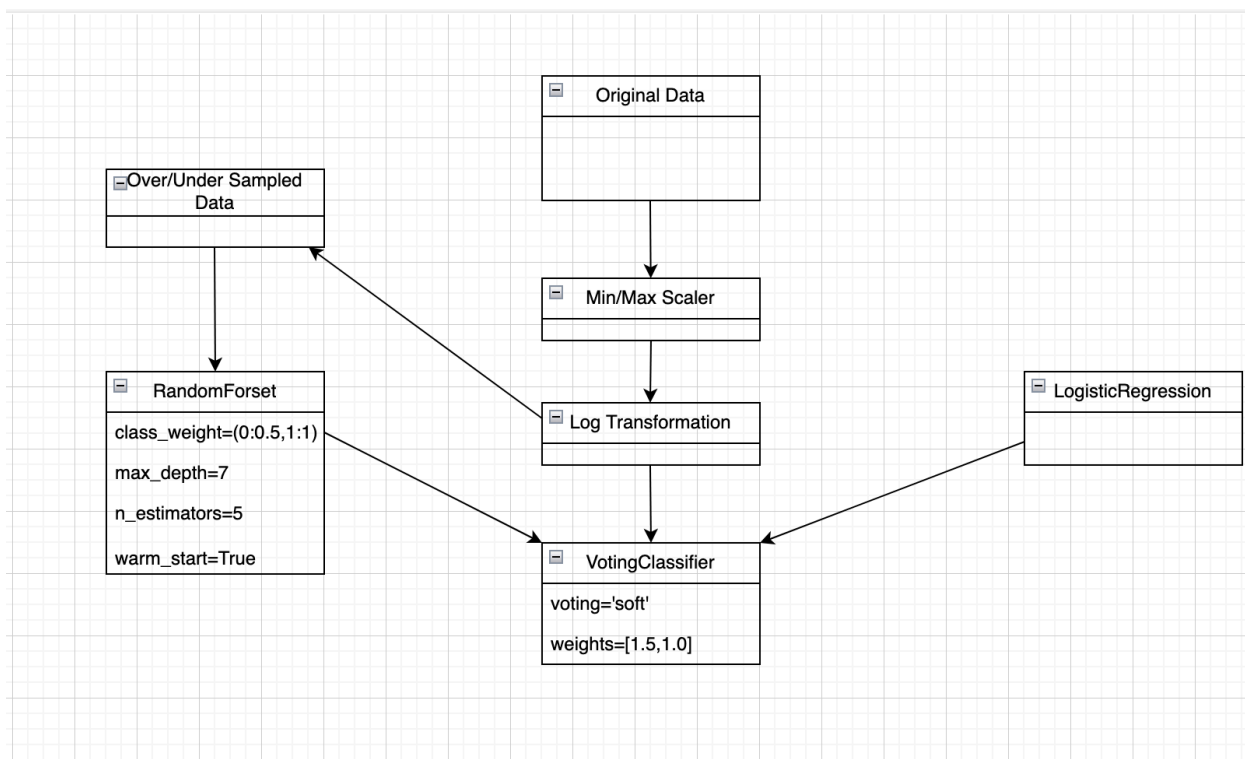 Original Data
Over/Under Sampled
Data
Min/Max Scaler
RandomForset
class_weight=(0:0.5,1:1)
max_depth=7
n_estimators=5
warm_start=True
Log Transformation
LogisticRegression
VotingClassifier
voting='soft'
weights=[1.5,1.0]